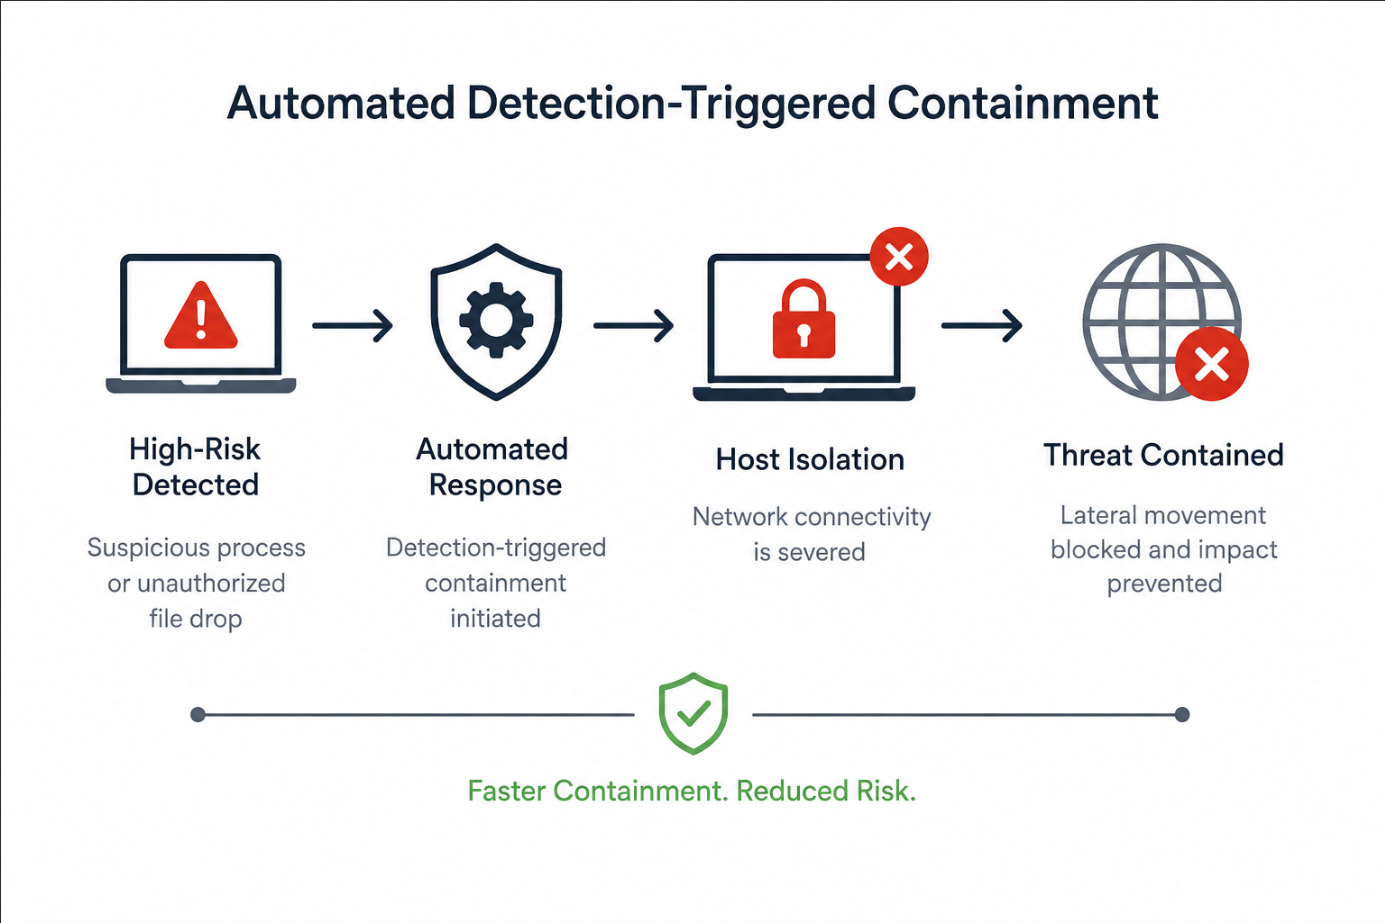 Automated Detection-Triggered Containment
High-Risk
Detected
Suspicious process
or unauthorized
file drop
Automated
Response
Detection-triggered
containment
initiated
Host Isolation
Network connectivity
is severed
Threat Contained
Lateral movement
blocked and impact
prevented
Faster Containment. Reduced Risk.